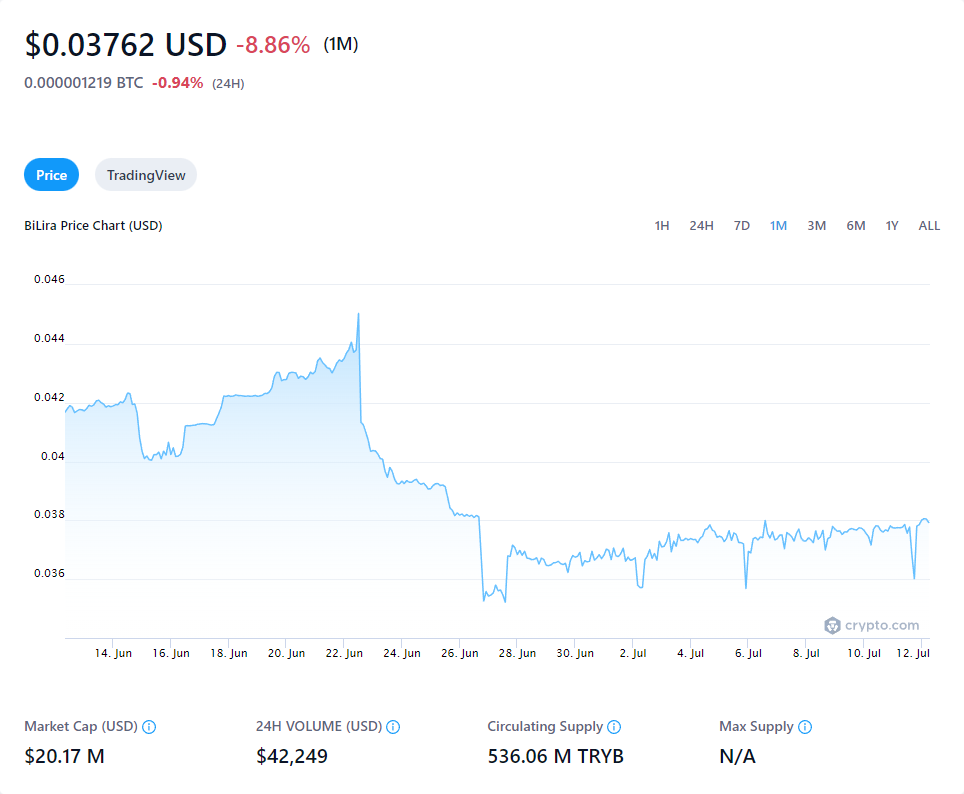 $0.03762 USD -8.86% (1M)
0.000001219 BTC -0.94% (24H)
Price TradingView
BiLira Price Chart (USD) 1H 24H 7D 1M 3M 6M 1Y ALL
0.046
0.044
0.042
0.04
0.038
0.036
crypto.com
14. Jun 16. Jun 18. Jun 20. Jun 22. Jun 24. Jun 26. Jun 28. Jun 30. Jun 2. Jul 4. Jul 6. Jul 8. Jul 10. Jul 12. Jul
Market Cap (USD) 24H VOLUME (USD) Circulating Supply Max Supply
$20.17 M $42,249 536.06 M TRYB N/A